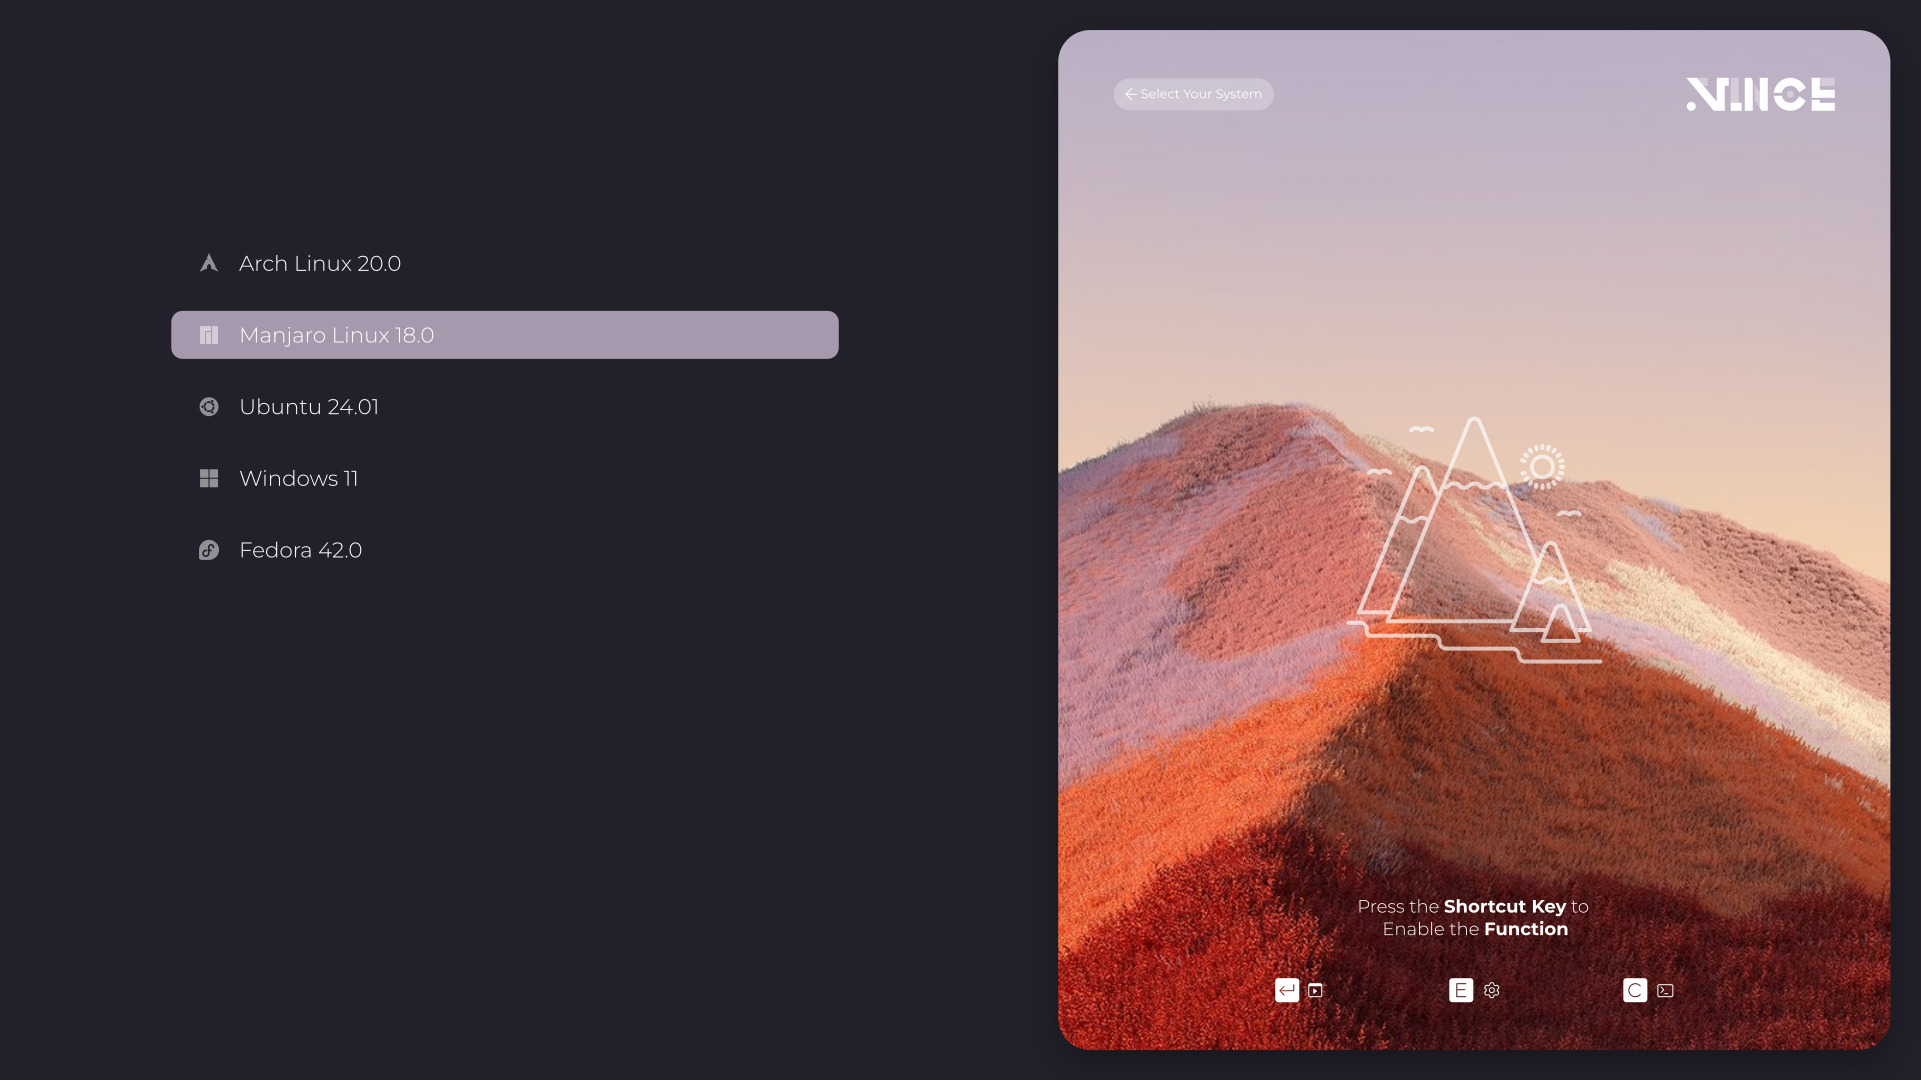 Arch Linux 20.0
Manjaro Linux 18.0
Ubuntu 24.01
Windows 11
Fedora 42.0
← Select Your System
.VINCE
Press the Shortcut Key to
Enable the Function
E
C